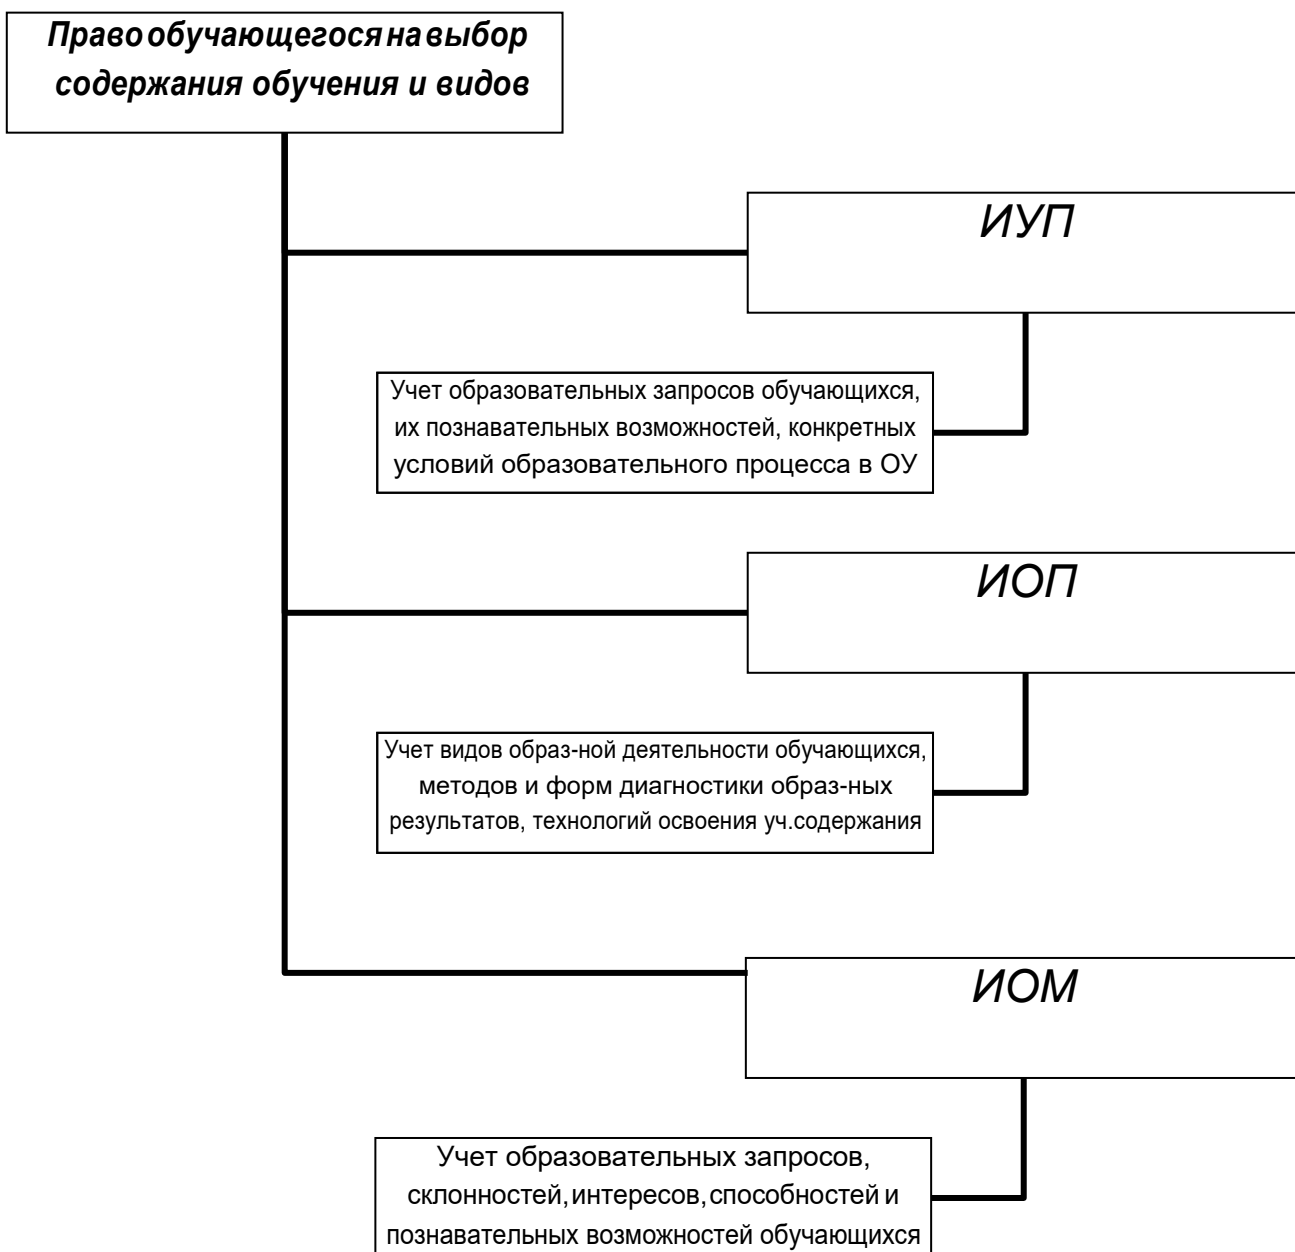 Право обучающегося на выбор
содержания обучения и видов
ИУП
Учет образовательных запросов обучающихся,
их познавательных возможностей, конкретных
условий образовательного процесса в ОУ
ИОП
Учет видов образ-ной деятельности обучающихся,
методов и форм диагностики образ-ных
результатов, технологий освоения уч.содержания
ИОМ
Учет образовательных запросов,
склонностей, интересов, способностей и
познавательных возможностей обучающихся